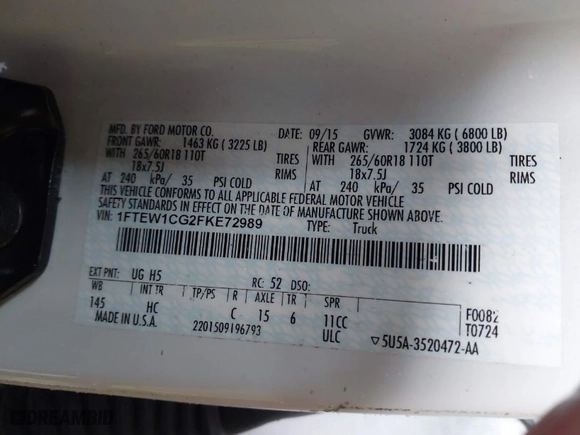 MFD. BY FORD MOTOR CO. DATE: 09/15 GVWR: 3084 KG ( 6800 LB)
FRONT GAWR: 1463 KG ( 3225 LB) REAR GAWR: 1724 KG ( 3800 LB)
WITH 265/60R18 110T TIRES WITH 265/60R18 110T TIRES
18x7.5J RIMS 18x7.5J RIMS
AT 240 kPa/ 35 PSI COLD AT 240 kPa/ 35 PSI COLD
THIS VEHICLE CONFORMS TO ALL APPLICABLE FEDERAL MOTOR VEHICLE
SAFETY STANDARDS IN EFFECT ON THE DATE OF MANUFACTURE SHOWN ABOVE.
VIN: 1FTEW1CG2FKE72989 TYPE: Truck
EXT PNT: UG H5 RC: 52 DSO:
WB INT TR TP/PS R AXLE TR SPR
145 HC C 15 6 11CC F0082
MADE IN U.S.A. 2201509196793 ULC T0724
▽5U5A-3520472-AA
DREAMBID